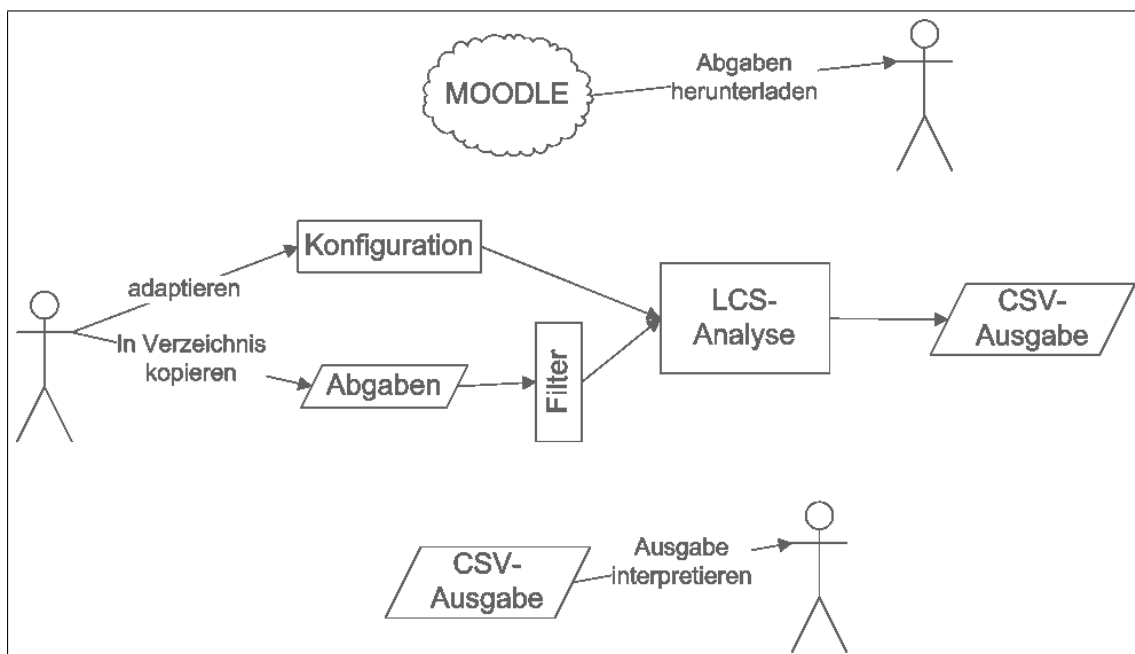 MOODLE
Abgaben
herunterladen
Konfiguration
adaptieren
In Verzeichnis
kopieren
Abgaben
Filter
LCS-
Analyse
CSV-
Ausgabe
CSV-
Ausgabe
Ausgabe
interpretieren